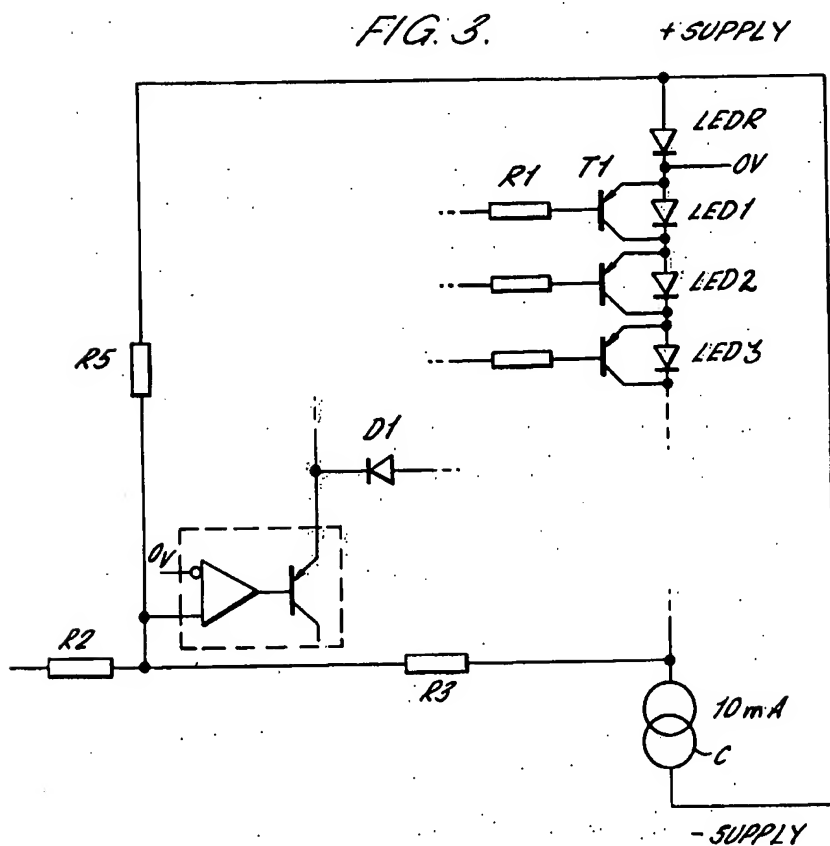 FIG. 3.
+ SUPPLY
LEDR
0V
R1
T1
LED1
LED2
LED3
R5
D1
0V
R2
R3
10mA
C
- SUPPLY